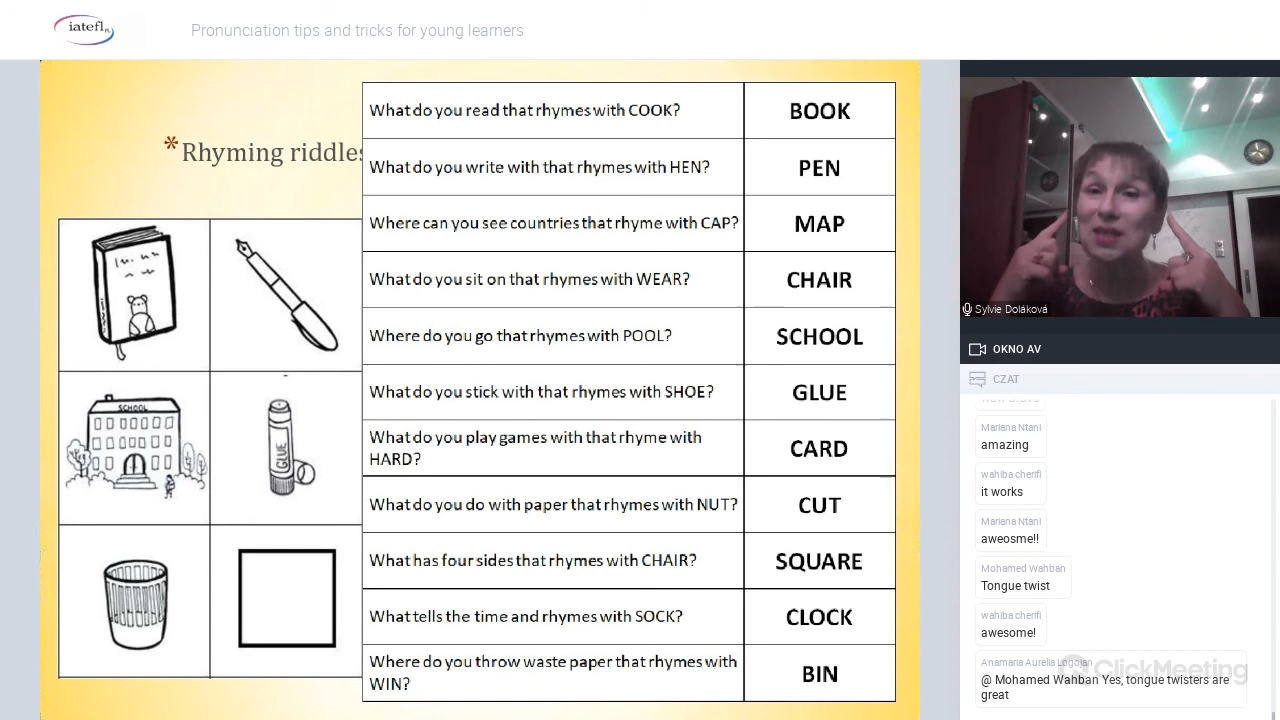 iatefl
Pronunciation tips and tricks for young learners
* Rhyming riddles
SCHOOL
GLUE
What do you read that rhymes with COOK? BOOK
What do you write with that rhymes with HEN? PEN
Where can you see countries that rhyme with CAP? MAP
What do you sit on that rhymes with WEAR? CHAIR
Where do you go that rhymes with POOL? SCHOOL
What do you stick with that rhymes with SHOE? GLUE
What do you play games with that rhyme with
HARD? CARD
What do you do with paper that rhymes with NUT? CUT
What has four sides that rhymes with CHAIR? SQUARE
What tells the time and rhymes with SOCK? CLOCK
Where do you throw waste paper that rhymes with
WIN? BIN
Sylvie Doláková
OKNO AV
CZAT
Mariana Ntani
amazing
wahiba cherifi
it works
Mariana Ntani
aweosme!!
Mohamed Wahban
Tongue twist
wahiba cherifi
awesome!
Anamaria Aurelia Logojan
@ Mohamed Wahban Yes, tongue twisters are
great
ClickMeeting